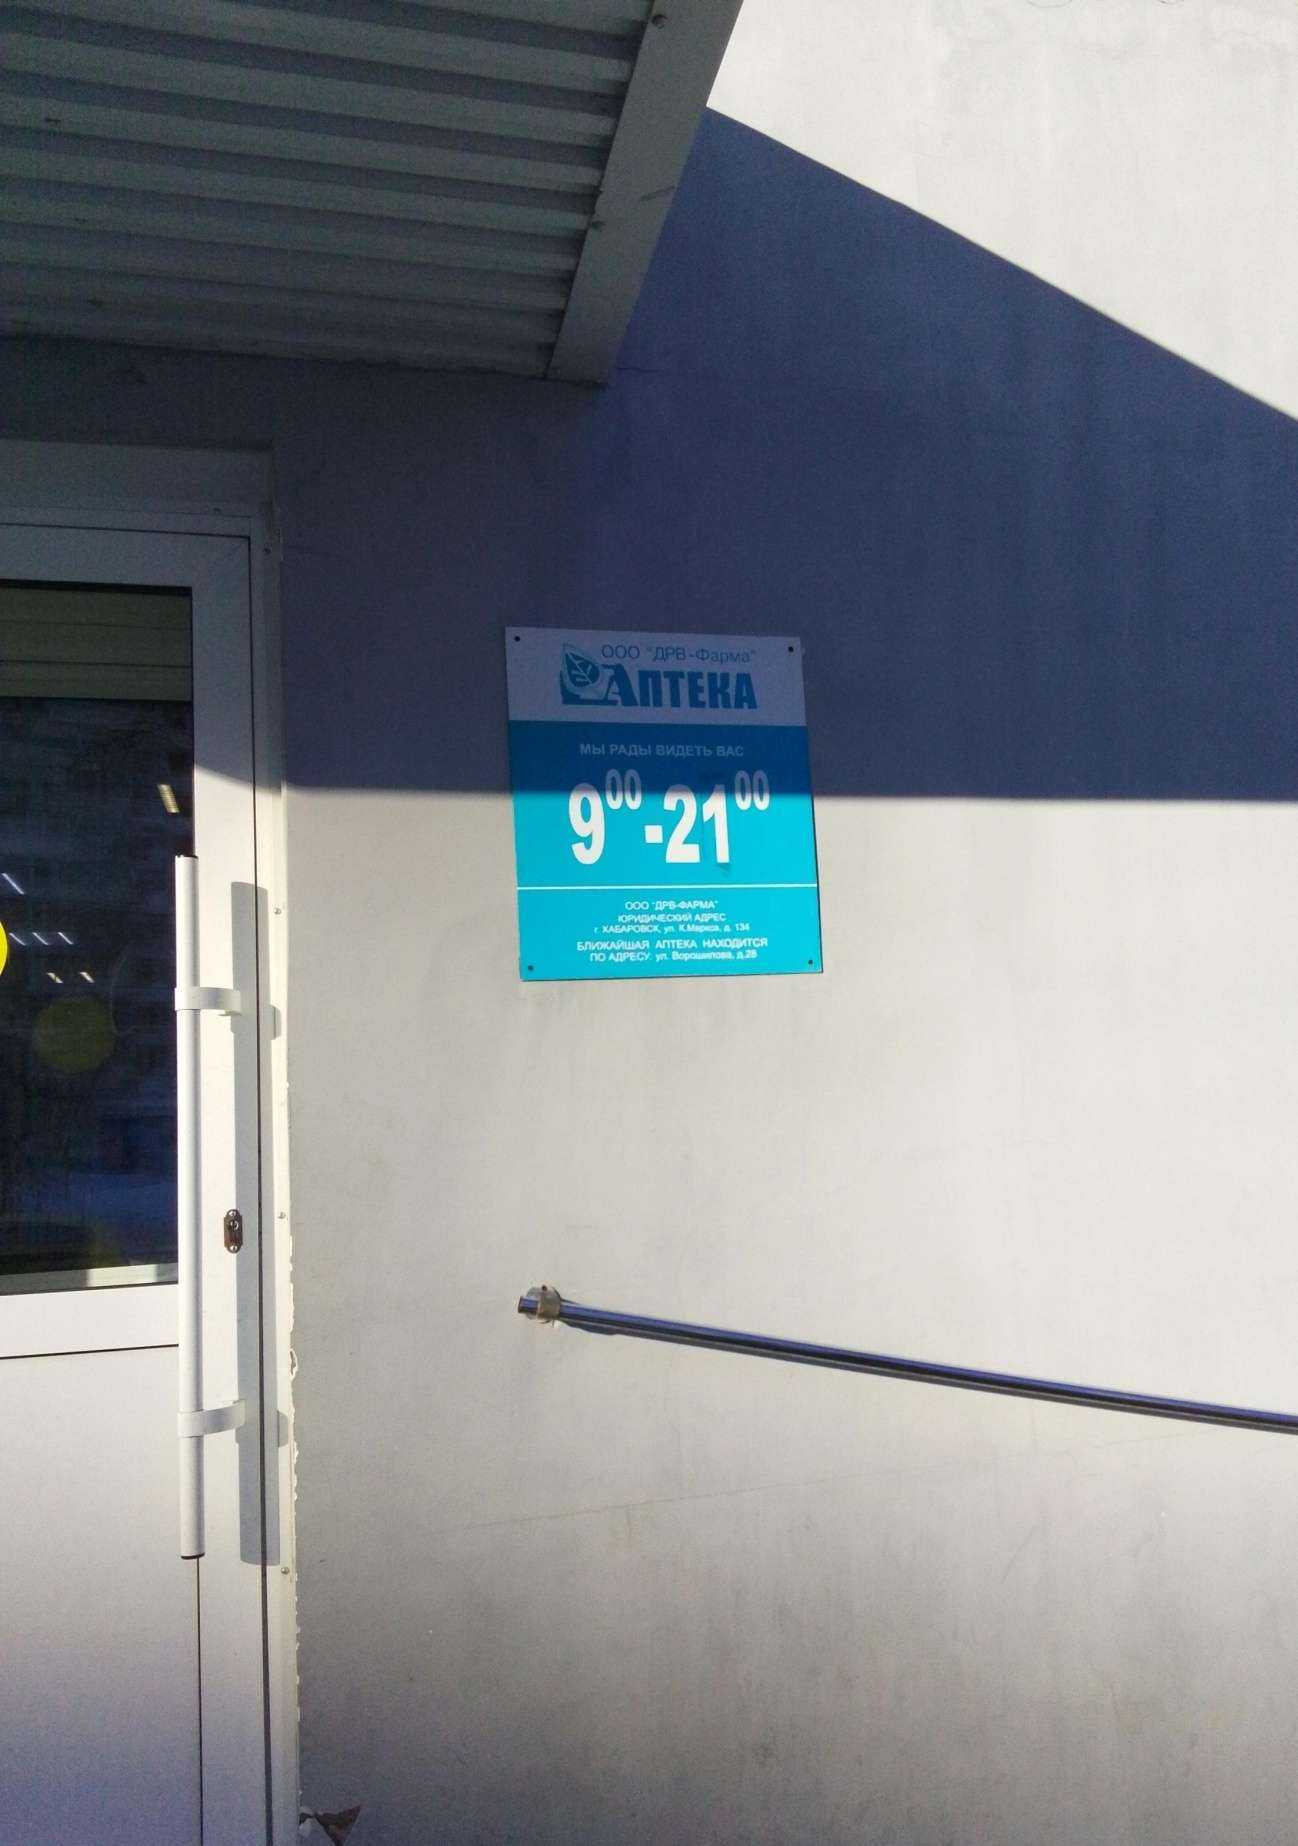 ООО "ДРВ-Фарма"
АПТЕКА
МЫ РАДЫ ВИДЕТЬ ВАС
9⁰⁰-21⁰⁰
ООО "ДРВ-ФАРМА"
ЮРИДИЧЕСКИЙ АДРЕС
г. ХАБАРОВСК, ул. К.Маркса, д. 134
БЛИЖАЙШАЯ АПТЕКА НАХОДИТСЯ
ПО АДРЕСУ: ул. Ворошилова, д.28